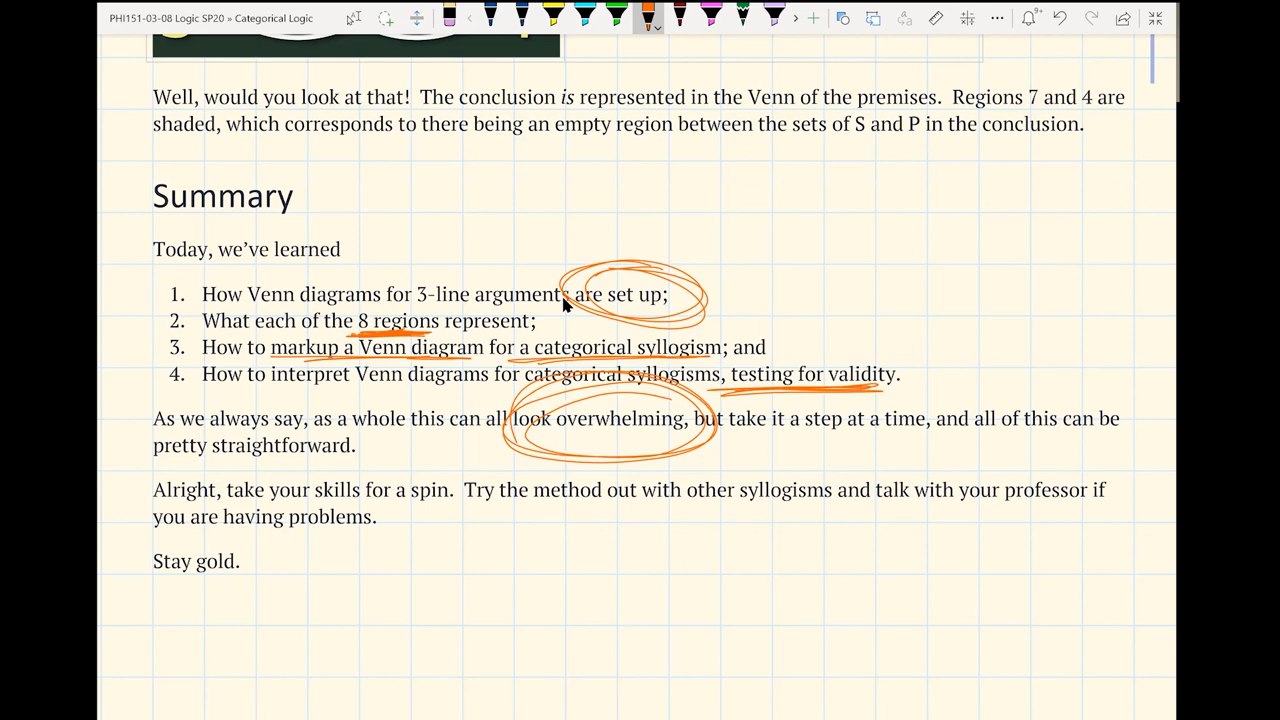 PHI151-03-08 Logic SP20 » Categorical Logic
9+
Well, would you look at that!  The conclusion is represented in the Venn of the premises.  Regions 7 and 4 are
shaded, which corresponds to there being an empty region between the sets of S and P in the conclusion.
Summary
Today, we’ve learned
1. How Venn diagrams for 3-line arguments are set up;
2. What each of the 8 regions represent;
3. How to markup a Venn diagram for a categorical syllogism; and
4. How to interpret Venn diagrams for categorical syllogisms, testing for validity.
As we always say, as a whole this can all look overwhelming, but take it a step at a time, and all of this can be
pretty straightforward.
Alright, take your skills for a spin.  Try the method out with other syllogisms and talk with your professor if
you are having problems.
Stay gold.